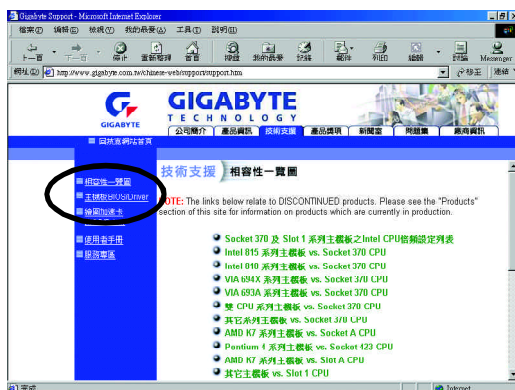 Gigabyte Support - Microsoft Internet Explorer
檔案(F) 編輯(E) 檢視(V) 我的最愛(A) 工具(T) 說明(H)
上一頁 下一頁 停止 重新整理 首頁 搜尋 我的最愛 記錄 郵件 列印 編輯 討論 Messenger
網址(D) http://www.gigabyte.com.tw/chinese-web/support/support.htm 移至 連結
GIGABYTE
GIGABYTE
TECHNOLOGY
公司簡介 產品資訊 技術支援 產品獎項 新聞室 問題集 廠商資訊
回技嘉網站首頁
相容性一覽圖
主機板BIOS/Driver
繪圖加速卡
使用者手冊
服務專區
技術支援 相容性一覽圖
NOTE: The links below relate to DISCONTINUED products. Please see the "Products"
section of this site for information on products which are currently in production.
Socket 370 及 Slot 1 系列主機板之Intel CPU倍頻設定列表
Intel 815 系列主機板 vs. Socket 370 CPU
Intel 810 系列主機板 vs. Socket 370 CPU
VIA 694X 系列主機板 vs. Socket 370 CPU
VIA 693A 系列主機板 vs. Socket 370 CPU
雙 CPU 系列主機板 vs. Socket 370 CPU
其它系列主機板 vs. Socket 370 CPU
AMD K7 系列主機板 vs. Socket A CPU
Pentium 4 系列主機板 vs. Socket 423 CPU
AMD K7 系列主機板 vs. Slot A CPU
其它主機板 vs. Slot 1 CPU
完成 Internet